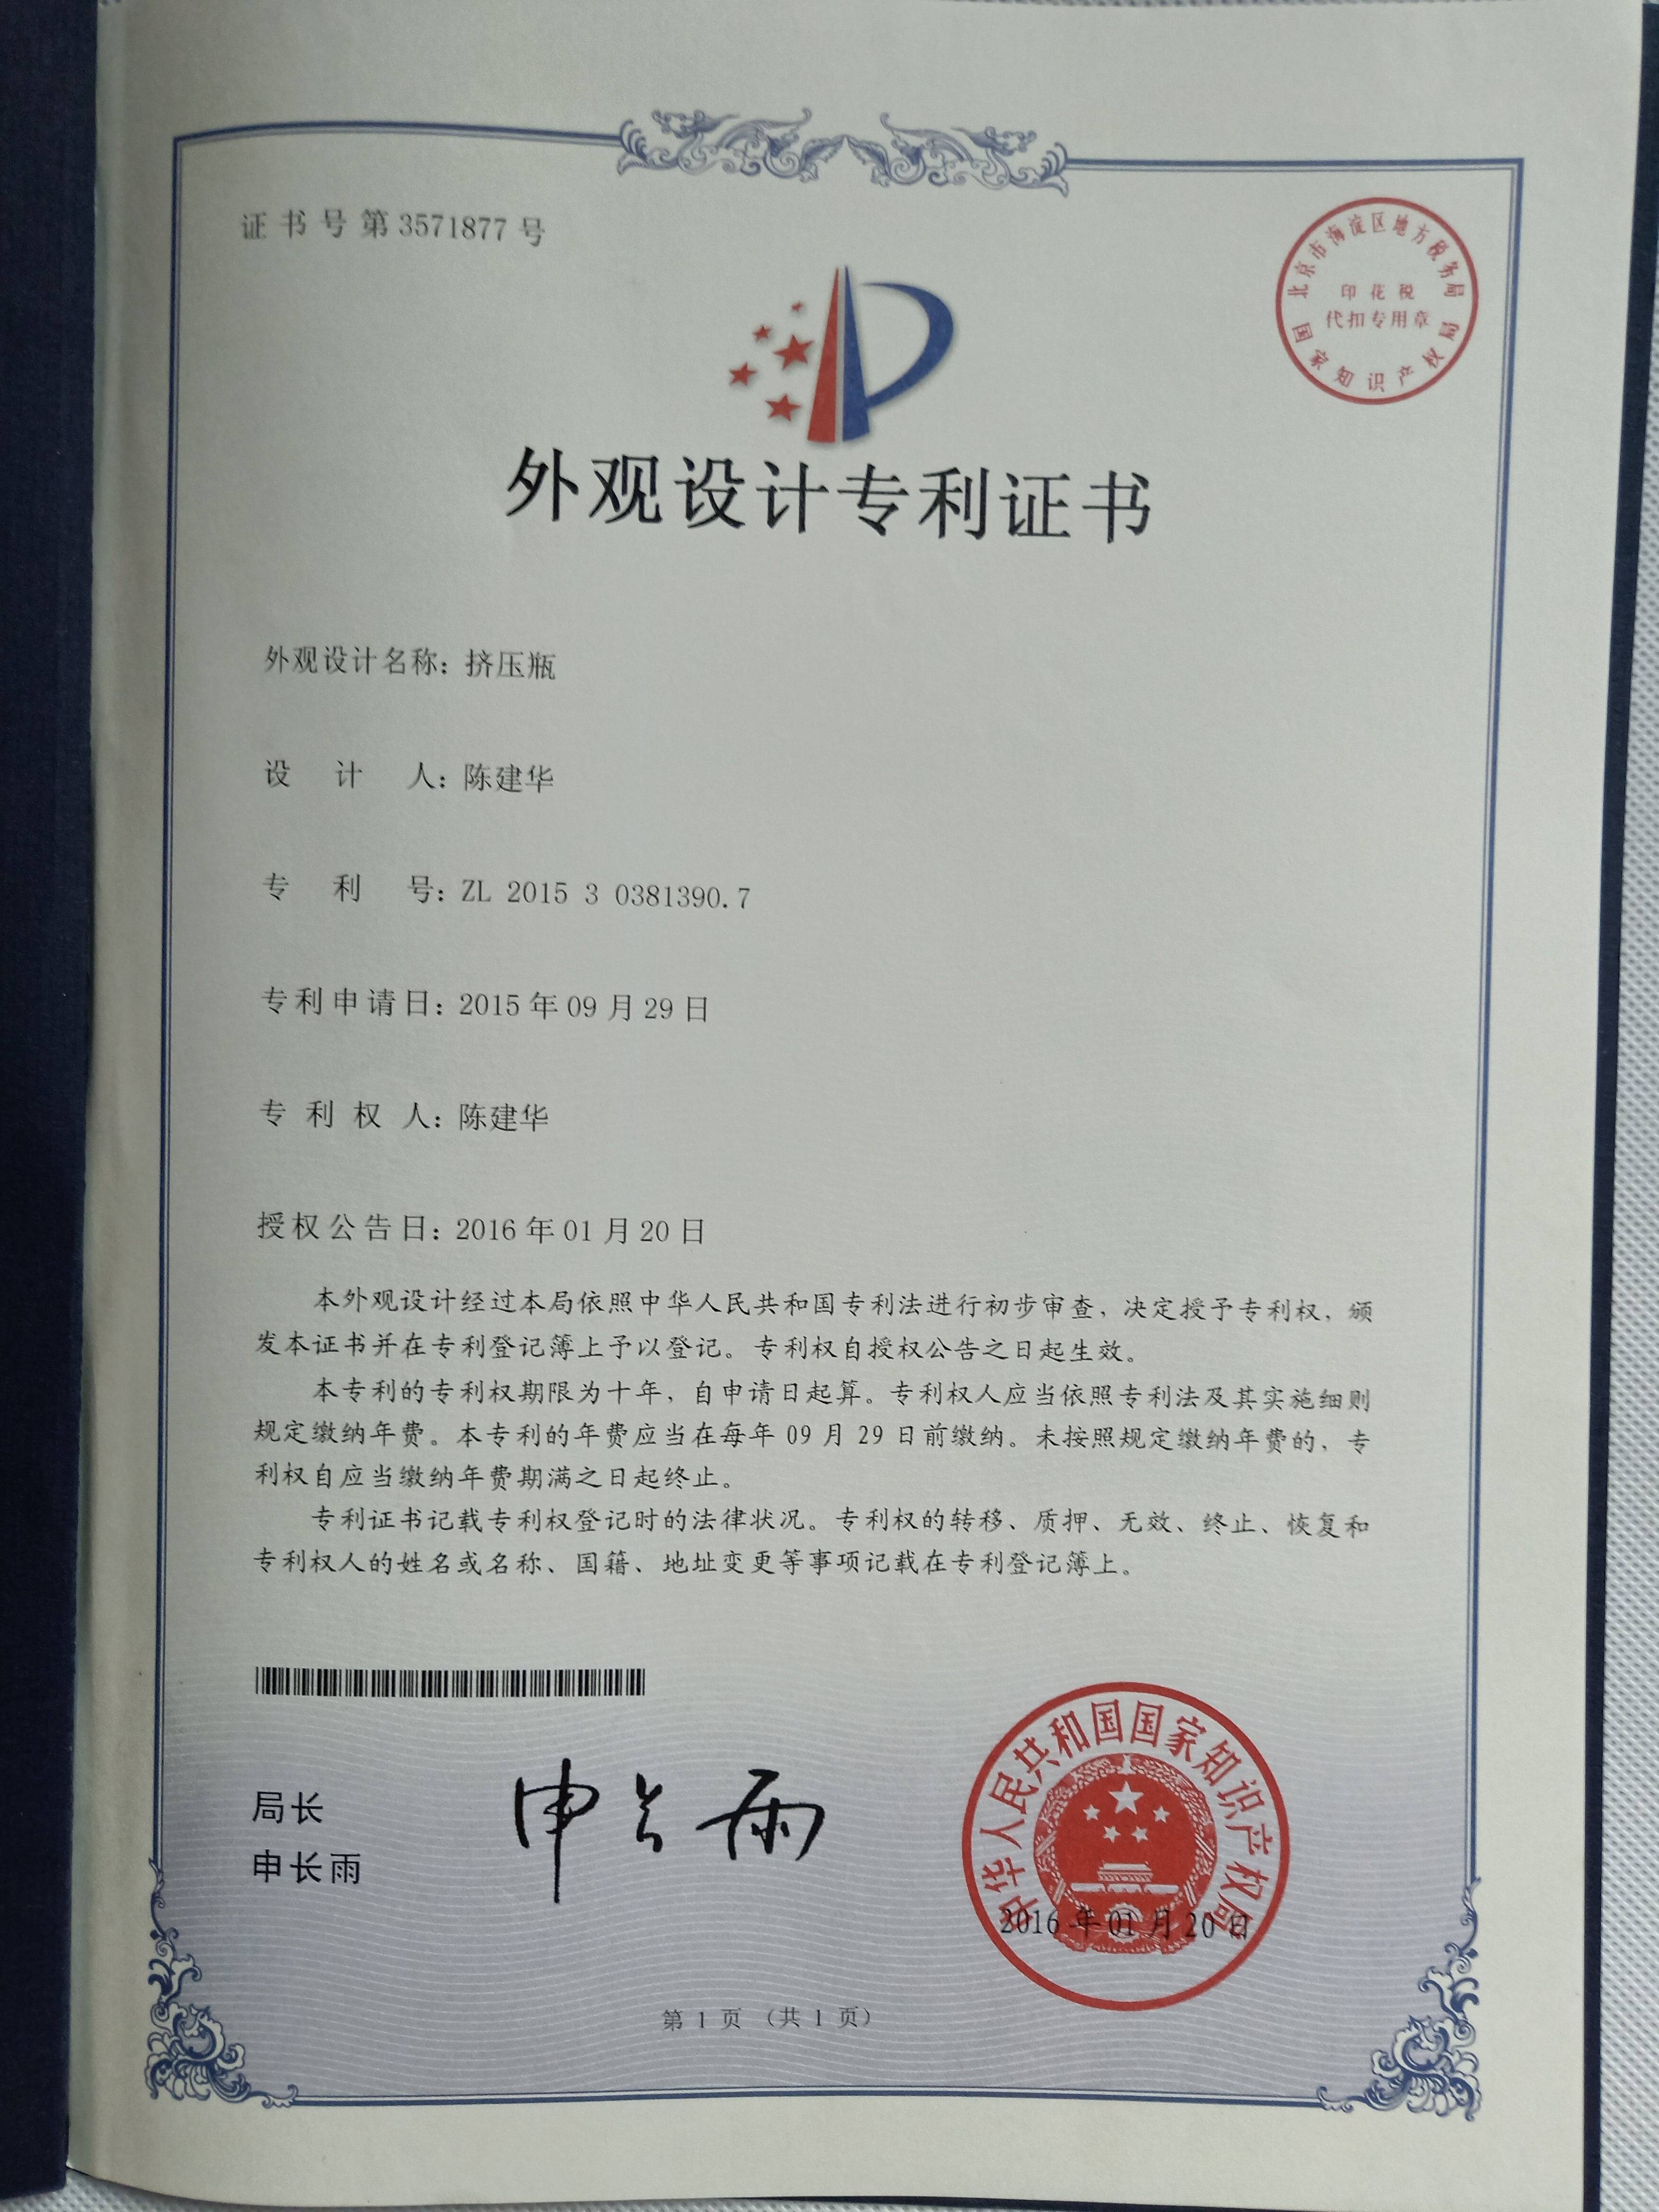 证书号第3571877号
北京市海淀区地方税务局
印花税
代扣专用章
国家知识产权局
外观设计专利证书
外观设计名称：挤压瓶
设计人：陈建华
专利号：ZL 2015 3 0381390.7
专利申请日：2015年09月29日
专利权人：陈建华
授权公告日：2016年01月20日
本外观设计经过本局依照中华人民共和国专利法进行初步审查，决定授予专利权，颁
发本证书并在专利登记簿上予以登记。专利权自授权公告之日起生效。
本专利的专利权期限为十年，自申请日起算。专利权人应当依照专利法及其实施细则
规定缴纳年费。本专利的年费应当在每年09月29日前缴纳。未按照规定缴纳年费的，专
利权自应当缴纳年费期满之日起终止。
专利证书记载专利权登记时的法律状况。专利权的转移、质押、无效、终止、恢复和
专利权人的姓名或名称、国籍、地址变更等事项记载在专利登记簿上。
局长
申长雨
申长雨
中华人民共和国国家知识产权局
2016年01月20日
第1页（共1页）